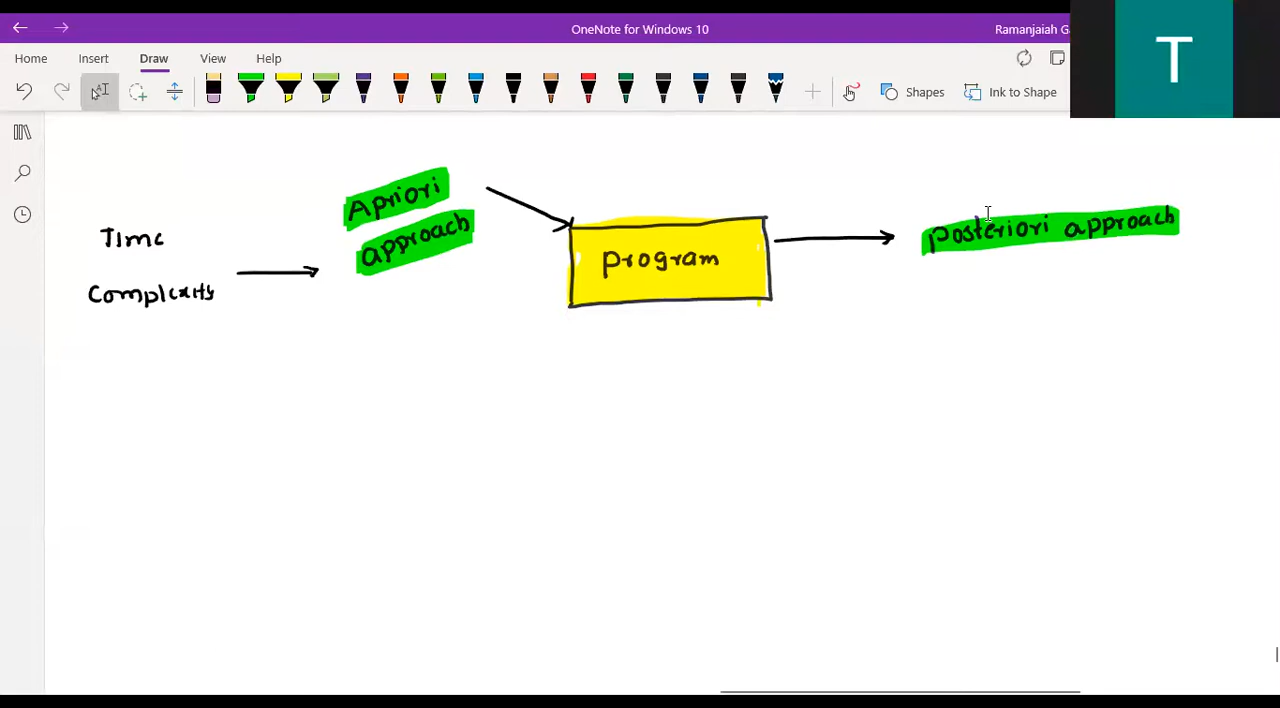 OneNote for Windows 10
Ramanjaiah G
Home Insert Draw View Help
Shapes
Ink to Shape
T
Apriori
approach
Time
Complexity
program
posteriori approach